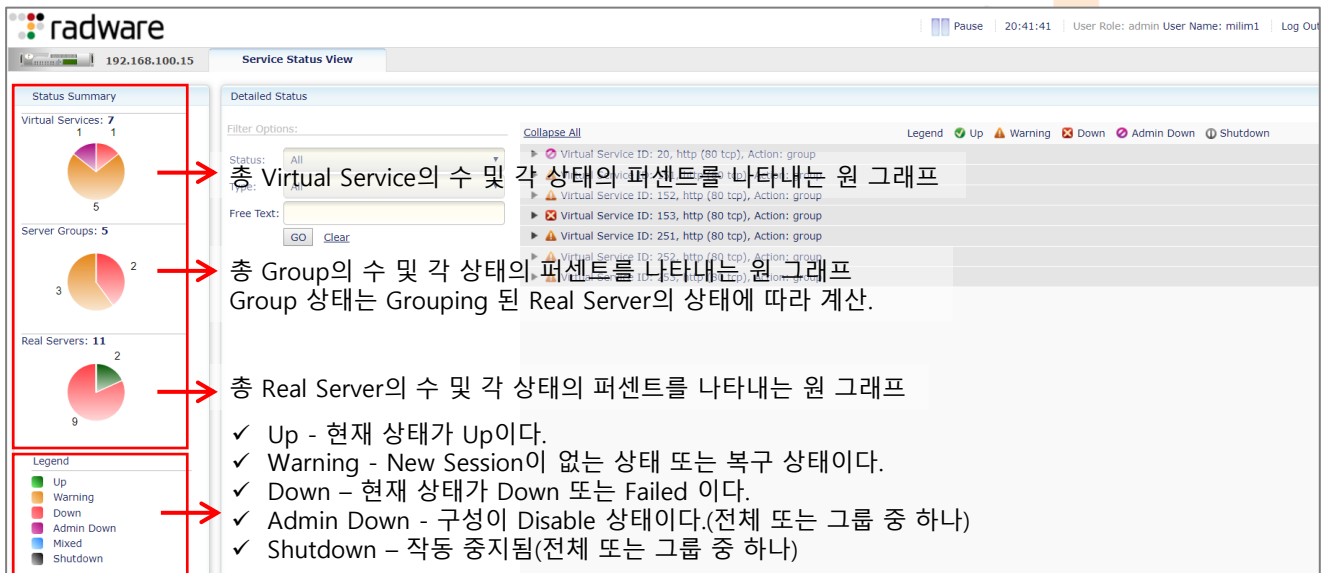 radware
Pause 20:41:41 User Role: admin User Name: milim1 Log Out
192.168.100.15 Service Status View
Status Summary
Virtual Services: 7
1 1
5
Server Groups: 5
2
3
Real Servers: 11
2
9
Legend
Up
Warning
Down
Admin Down
Mixed
Shutdown
Detailed Status
Filter Options:
Status: All
Type: All
Free Text:
GO Clear
Collapse All Legend Up Warning Down Admin Down Shutdown
Virtual Service ID: 20, http (80 tcp), Action: group
Virtual Service ID: 152, http (80 tcp), Action: group
Virtual Service ID: 153, http (80 tcp), Action: group
Virtual Service ID: 251, http (80 tcp), Action: group
Virtual Service ID: 252, http (80 tcp), Action: group
총 Virtual Service의 수 및 각 상태의 퍼센트를 나타내는 원 그래프
총 Group의 수 및 각 상태의 퍼센트를 나타내는 원 그래프
Group 상태는 Grouping 된 Real Server의 상태에 따라 계산.
총 Real Server의 수 및 각 상태의 퍼센트를 나타내는 원 그래프
✓ Up - 현재 상태가 Up이다.
✓ Warning - New Session이 없는 상태 또는 복구 상태이다.
✓ Down – 현재 상태가 Down 또는 Failed 이다.
✓ Admin Down - 구성이 Disable 상태이다.(전체 또는 그룹 중 하나)
✓ Shutdown – 작동 중지됨(전체 또는 그룹 중 하나)